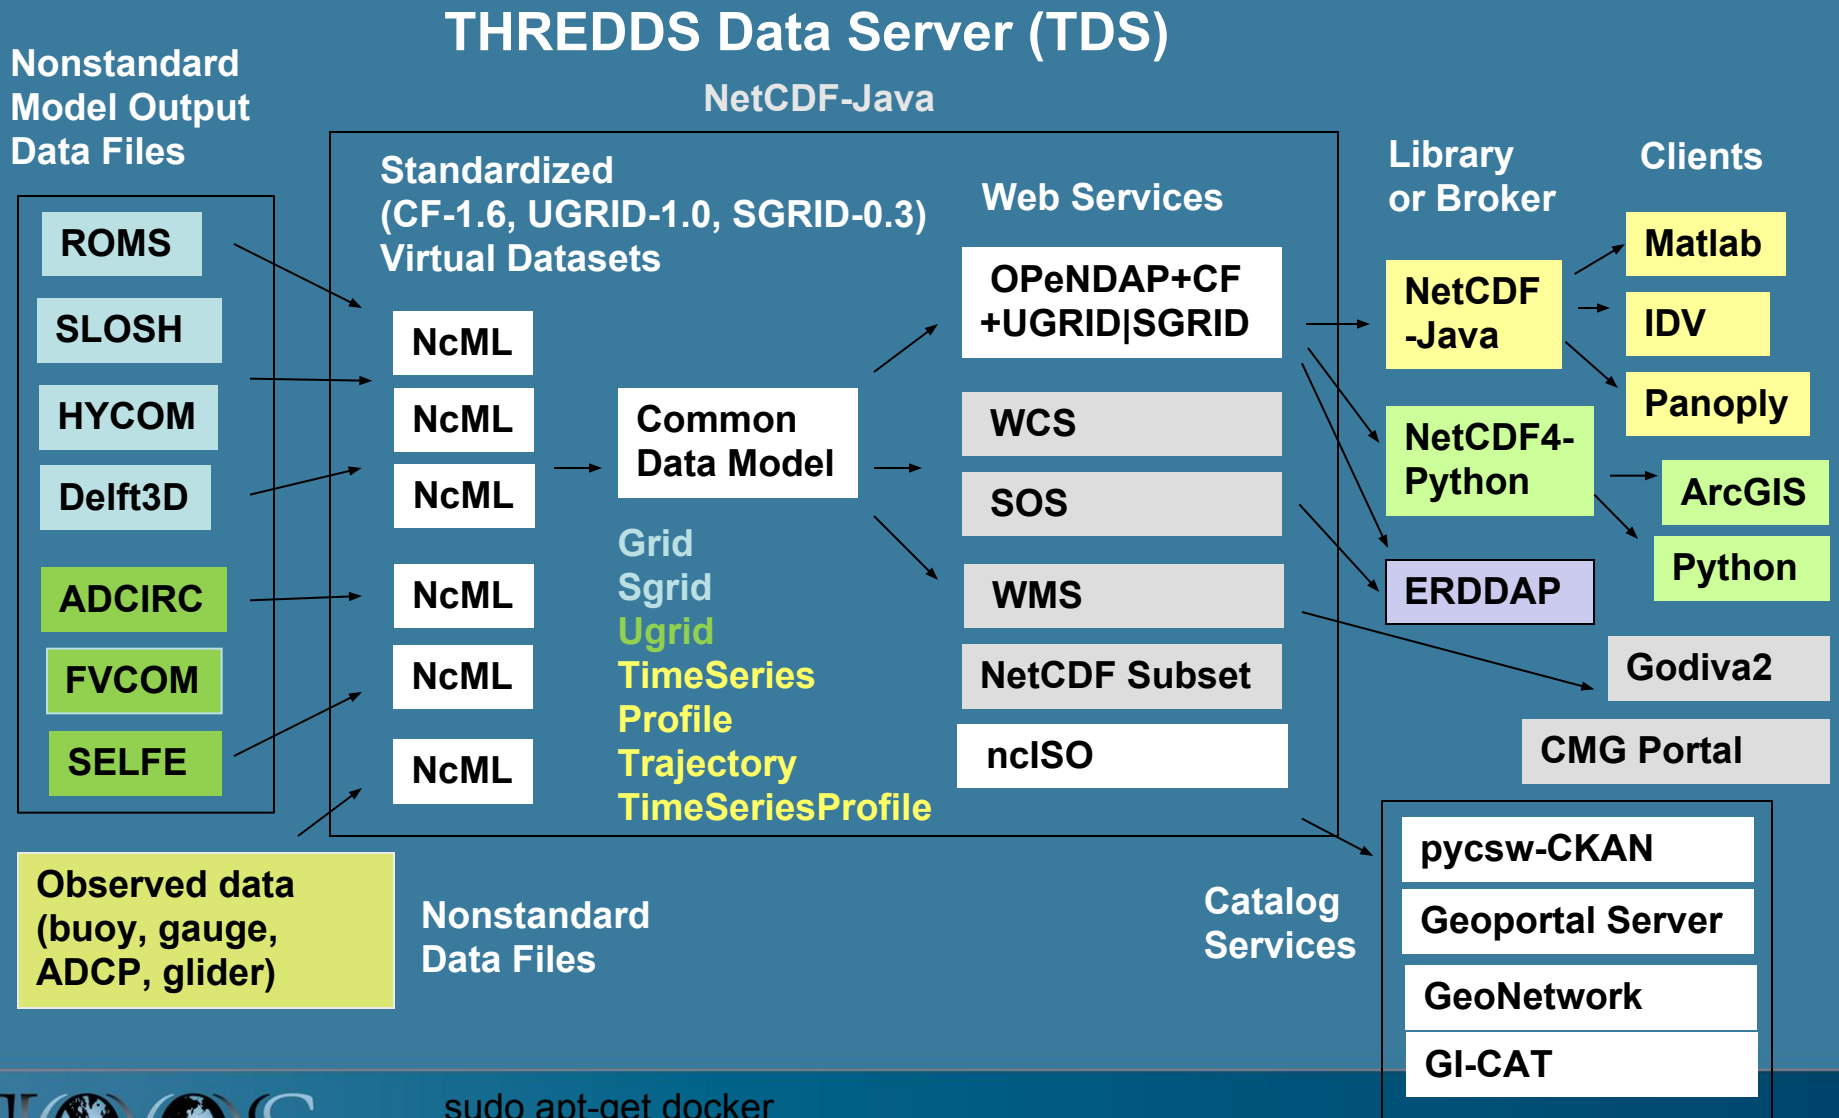 THREDDS Data Server (TDS)
Nonstandard
Model Output
Data Files
NetCDF-Java
ROMS
SLOSH
HYCOM
Delft3D
ADCIRC
FVCOM
SELFE
Observed data
(buoy, gauge,
ADCP, glider)
Nonstandard
Data Files
Standardized
(CF-1.6, UGRID-1.0, SGRID-0.3)
Virtual Datasets
NcML
NcML
NcML
NcML
NcML
NcML
Common
Data Model
Grid
Sgrid
Ugrid
TimeSeries
Profile
Trajectory
TimeSeriesProfile
Web Services
OPeNDAP+CF
+UGRID|SGRID
WCS
SOS
WMS
NetCDF Subset
ncISO
Library
or Broker
NetCDF
-Java
NetCDF4-
Python
ERDDAP
Clients
Matlab
IDV
Panoply
ArcGIS
Python
Godiva2
CMG Portal
Catalog
Services
pycsw-CKAN
Geoportal Server
GeoNetwork
GI-CAT
sudo apt-get docker